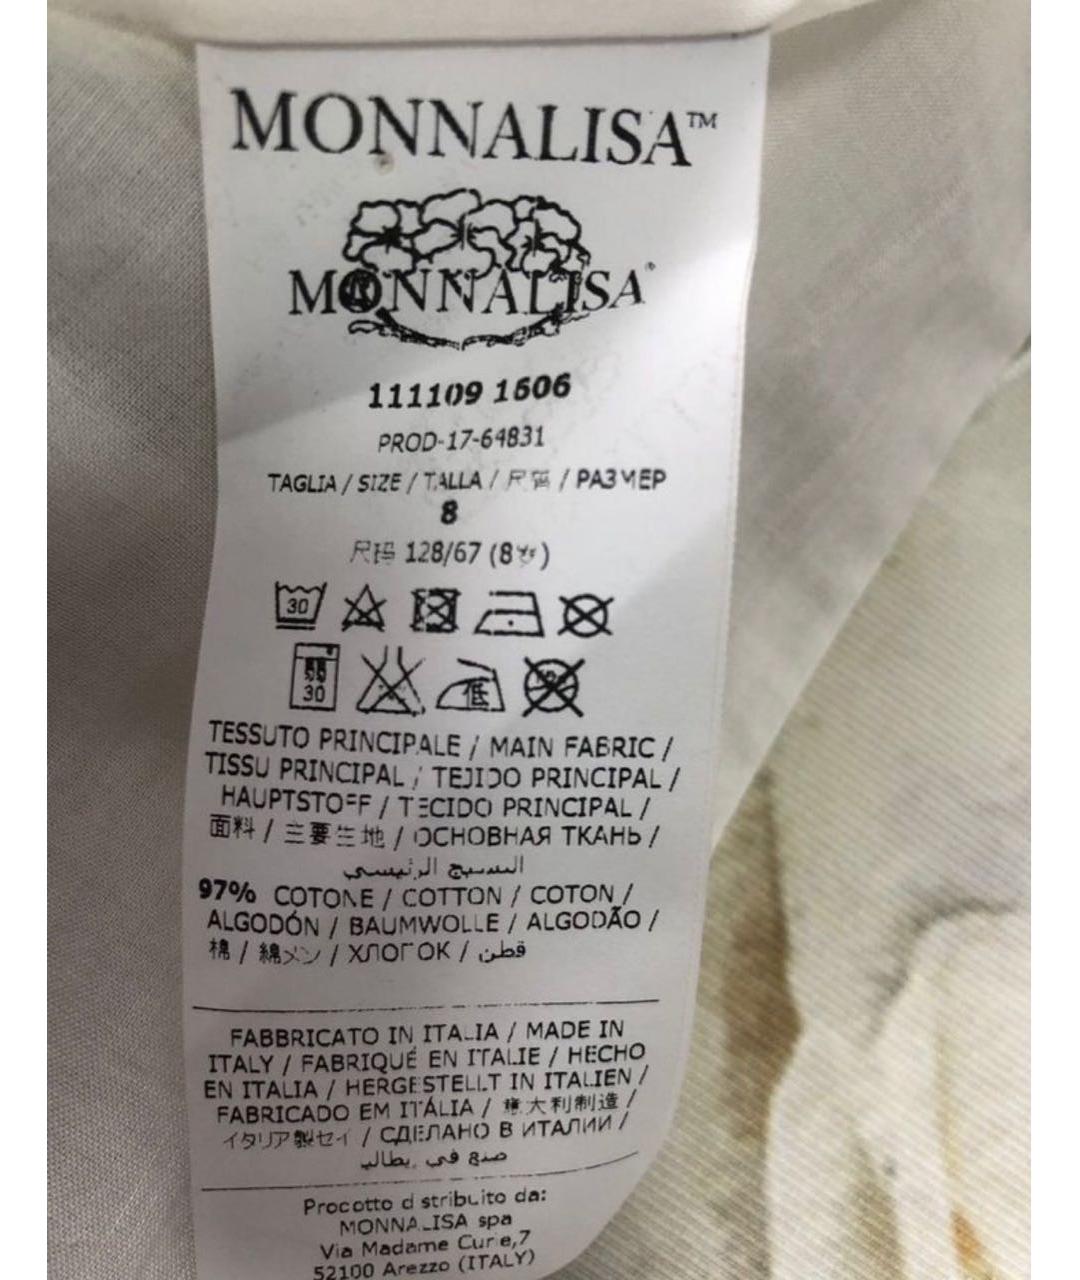 MONNALISA™
MONNALISA®
111109 1606
PROD-17-64831
TAGLIA / SIZE / TALLA / 尺 / РАЗМЕР
8
尺码 128/67 (8岁)
30
30
低
TESSUTO PRINCIPALE / MAIN FABRIC /
TISSU PRINCIPAL / TEJIDO PRINCIPAL /
HAUPTSTOFF / TECIDO PRINCIPAL /
面料 / 主要生地 / ОСНОВНАЯ ТКАНЬ /
النسيج الرئيسي
97% COTONE / COTTON / COTON /
ALGODÓN / BAUMWOLLE / ALGODÃO /
棉 / 綿メン / ХЛОПОК / قطن
FABBRICATO IN ITALIA / MADE IN
ITALY / FABRIQUÉ EN ITALIE / HECHO
EN ITALIA / HERGESTELLT IN ITALIEN /
FABRICADO EM ITÁLIA / 意大利制造 /
イタリア製セイ / СДЕЛАНО В ИТАЛИИ /
صنع في إيطاليا
Prodotto distribuito da:
MONNALISA spa
Via Madame Curie,7
52100 Arezzo (ITALY)